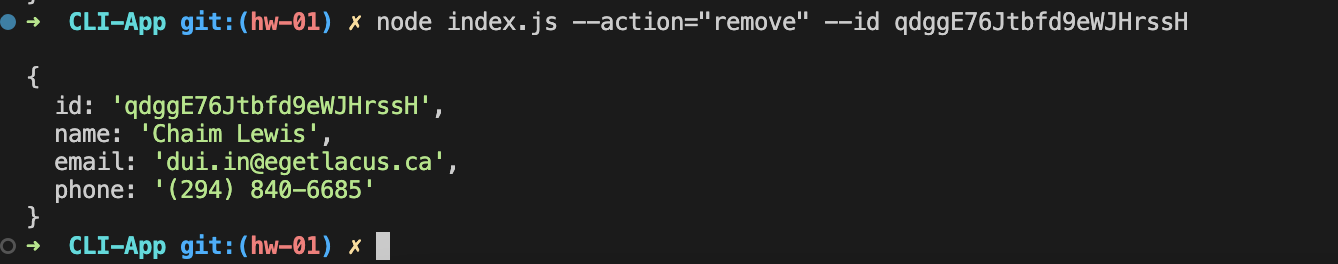 ➜ CLI-App git:(hw-01) ✗ node index.js --action="remove" --id qdggE76Jtbfd9eWJHrssH
{
  id: 'qdggE76Jtbfd9eWJHrssH',
  name: 'Chaim Lewis',
  email: 'dui.in@egetlacus.ca',
  phone: '(294) 840-6685'
}
➜ CLI-App git:(hw-01) ✗